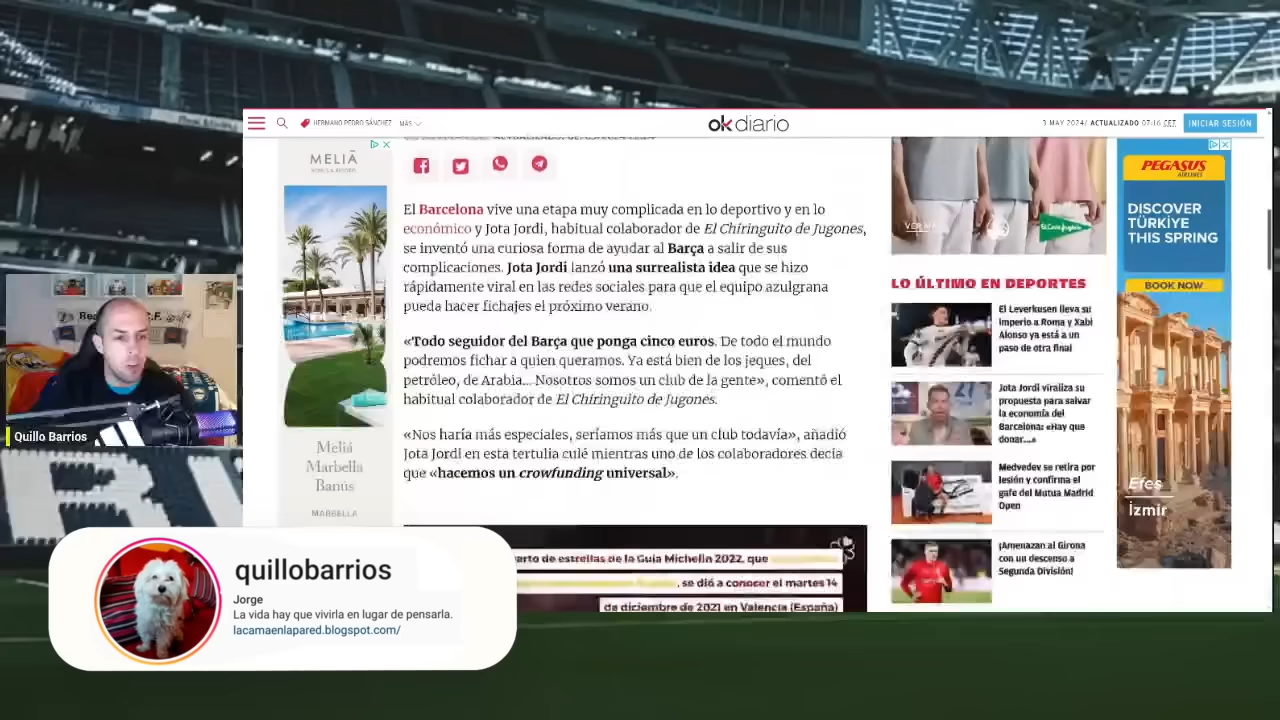 HERMANO PEDRO SÁNCHEZ
MÁS
okdiario
3 MAY 2024/ ACTUALIZADO 07:16 CET
INICIAR SESIÓN
MELIÁ
El Barcelona vive una etapa muy complicada en lo deportivo y en lo
económico y Jota Jordi, habitual colaborador de El Chiringuito de Jugones,
se inventó una curiosa forma de ayudar al Barça a salir de sus
complicaciones. Jota Jordi lanzó una surrealista idea que se hizo
rápidamente viral en las redes sociales para que el equipo azulgrana
pueda hacer fichajes el próximo verano.
«Todo seguidor del Barça que ponga cinco euros. De todo el mundo
podremos fichar a quien queramos. Ya está bien de los jeques, del
petróleo, de Arabia... Nosotros somos un club de la gente», comentó el
habitual colaborador de El Chiringuito de Jugones.
«Nos haría más especiales, seríamos más que un club todavía», añadió
Jota Jordi en esta tertulia culé mientras uno de los colaboradores decía
que «hacemos un crowfunding universal».
Meliá
Marbella
Banús
MARBELLA
arto de estrellas de la Guía Michelin 2022, que
, se dió a conocer el martes 14
de diciembre de 2021 en Valencia (España)
El Corte Inglés
LO ÚLTIMO EN DEPORTES
El Leverkusen lleva su
imperio a Roma y Xabi
Alonso ya está a un
paso de otra final
Jota Jordi viraliza su
propuesta para salvar
la economía del
Barcelona: «Hay que
donar...»
Medvedev se retira por
lesión y confirma el
gafe del Mutua Madrid
Open
¡Amenazan al Girona
con un descenso a
Segunda División!
PEGASUS
AIRLINES
DISCOVER
TÜRKİYE
THIS SPRING
BOOK NOW
Efes
İzmir
Quillo Barrios
quillobarrios
Jorge
La vida hay que vivirla en lugar de pensarla.
lacamaenlapared.blogspot.com/